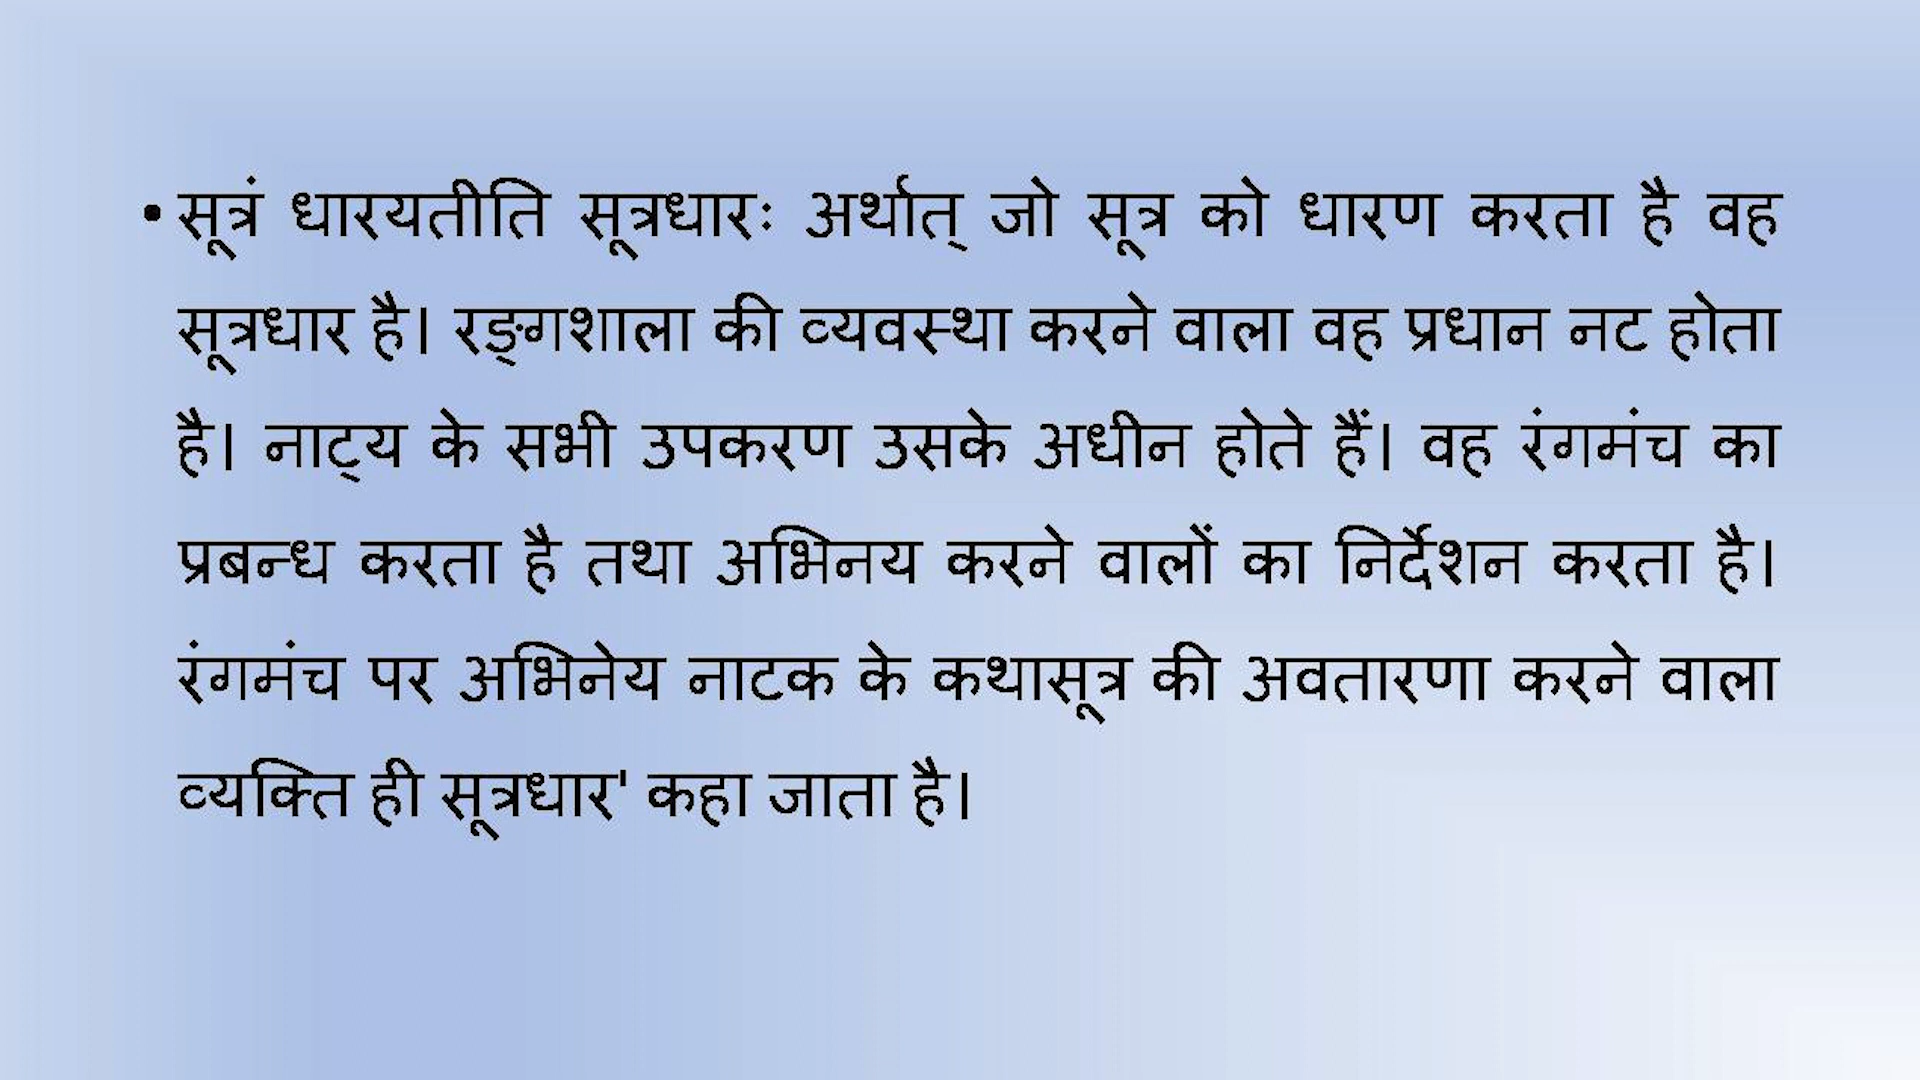 • सूत्रं धारयतीति सूत्रधारः अर्थात् जो सूत्र को धारण करता है वह
सूत्रधार है। रङ्गशाला की व्यवस्था करने वाला वह प्रधान नट होता
है। नाट्य के सभी उपकरण उसके अधीन होते हैं। वह रंगमंच का
प्रबन्ध करता है तथा अभिनय करने वालों का निर्देशन करता है।
रंगमंच पर अभिनेय नाटक के कथासूत्र की अवतारणा करने वाला
व्यक्ति ही सूत्रधार' कहा जाता है।